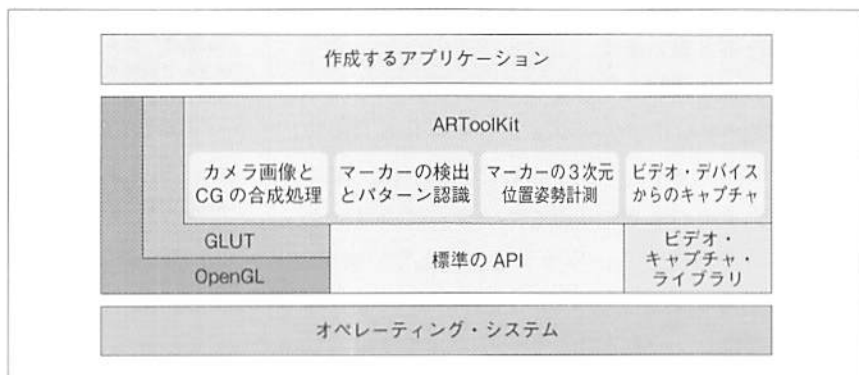 作成するアプリケーション
ARToolKit
カメラ画像と
CGの合成処理
マーカーの検出
とパターン認識
マーカーの3次元
位置姿勢計測
ビデオ・デバイス
からのキャプチャ
GLUT
OpenGL
標準のAPI
ビデオ・
キャプチャ・
ライブラリ
オペレーティング・システム